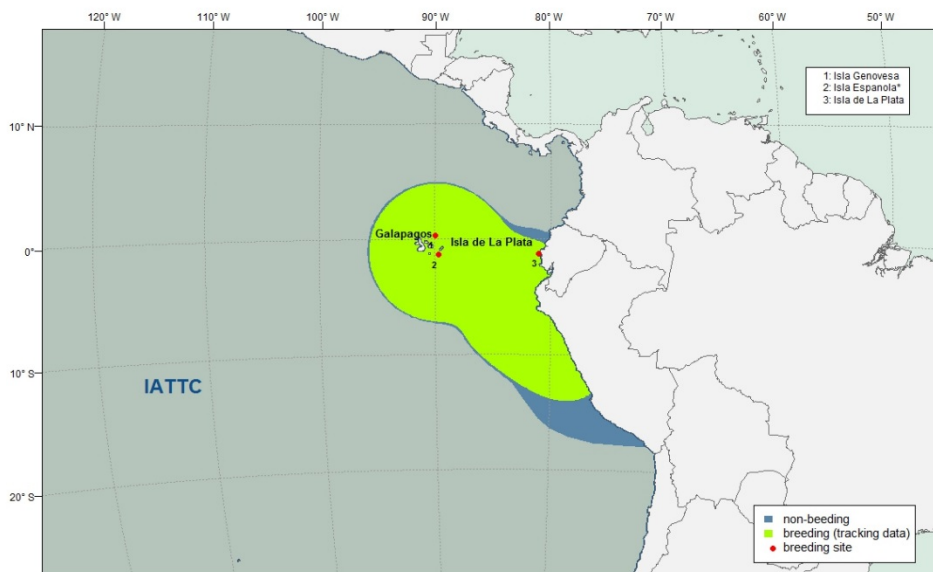 120° W
110° W
100° W
90° W
80° W
70° W
60° W
50° W
1: Isla Genovesa
2: Isla Espanola*
3: Isla de La Plata
10° N
Galapagos
Isla de La Plata
0°
2
3
10° S
IATTC
20° S
non-beeding
breeding (tracking data)
breeding site